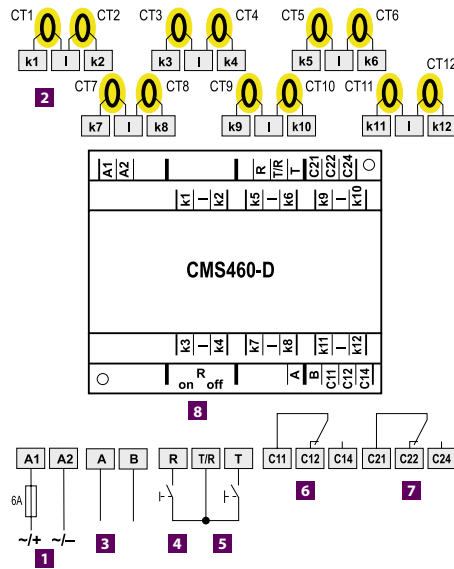 CT1 CT2 CT3 CT4 CT5 CT6
k1 l k2 k3 l k4 k5 l k6
2 CT7 CT8 CT9 CT10 CT11 CT12
k7 l k8 k9 l k10 k11 l k12
A1 A2 R T/R T C21 C22 C24
k1 l k2 k5 l k6 k9 l k10
CMS460-D
k3 l k4 k7 l k8 k11 l k12
R on off A B C11 C12 C14
8
A1 A2 A B R T/R T C11 C12 C14 C21 C22 C24
6A 6 7
~/+ ~/–
1 3 4 5